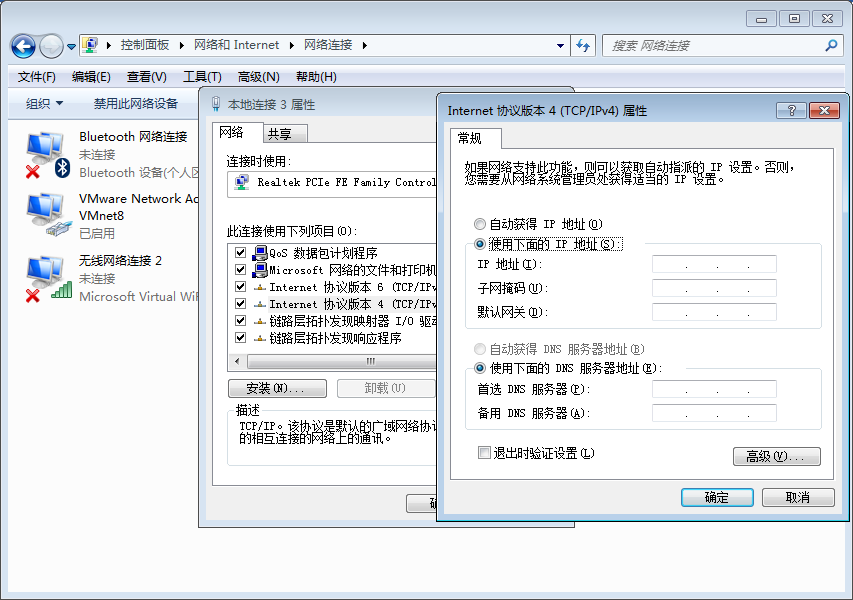 控制面板 网络和 Internet 网络连接
搜索 网络连接
文件(F) 编辑(E) 查看(V) 工具(T) 高级(N) 帮助(H)
组织 禁用此网络设备
Bluetooth 网络连接
未连接
Bluetooth 设备(个人区
VMware Network Ad
VMnet8
已启用
无线网络连接 2
未连接
Microsoft Virtual WiF
本地连接 3 属性
网络 共享
连接时使用:
Realtek PCIe FE Family Control
此连接使用下列项目(O):
QoS 数据包计划程序
Microsoft 网络的文件和打印机
Internet 协议版本 6 (TCP/IPv
Internet 协议版本 4 (TCP/IPv
链路层拓扑发现映射器 I/O 驱动
链路层拓扑发现响应程序
安装(N)... 卸载(U)
描述
TCP/IP。该协议是默认的广域网络协议
的相互连接的网络上的通讯。
Internet 协议版本 4 (TCP/IPv4) 属性
常规
如果网络支持此功能，则可以获取自动指派的 IP 设置。否则，
您需要从网络系统管理员处获得适当的 IP 设置。
自动获得 IP 地址(O)
使用下面的 IP 地址(S):
IP 地址(I):
子网掩码(U):
默认网关(D):
自动获得 DNS 服务器地址(B)
使用下面的 DNS 服务器地址(E):
首选 DNS 服务器(P):
备用 DNS 服务器(A):
退出时验证设置(L)
高级(V)...
确定 取消